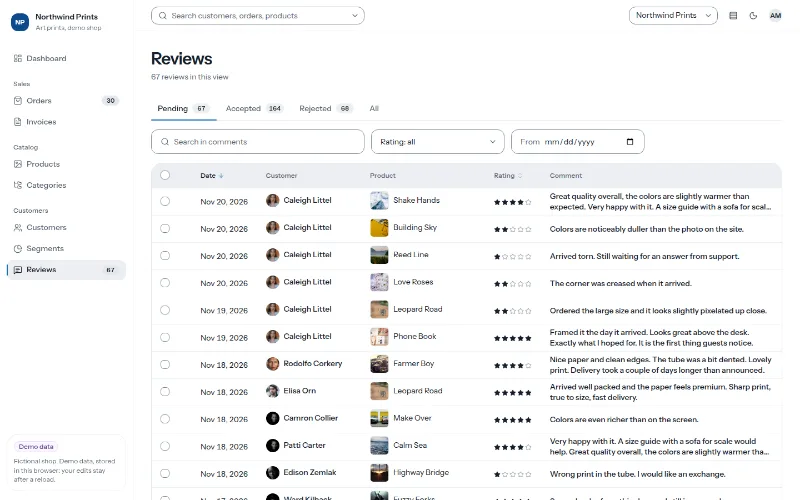 NP
Northwind Prints
Art prints, demo shop
Search customers, orders, products
Northwind Prints
AM
Dashboard
Sales
Orders 30
Invoices
Catalog
Products
Categories
Customers
Customers
Segments
Reviews 67
Demo data
Fictional shop. Demo data, stored
in this browser: your edits stay
after a reload.
Reviews
67 reviews in this view
Pending 67 Accepted 164 Rejected 68 All
Search in comments
Rating: all
From mm/dd/yyyy
Date Customer Product Rating Comment
Nov 20, 2026 Caleigh Littel Shake Hands Great quality overall, the colors are slightly warmer than
expected. Very happy with it. A size guide with a sofa for scal...
Nov 20, 2026 Caleigh Littel Building Sky Colors are noticeably duller than the photo on the site.
Nov 20, 2026 Caleigh Littel Reed Line Arrived torn. Still waiting for an answer from support.
Nov 20, 2026 Caleigh Littel Love Roses The corner was creased when it arrived.
Nov 19, 2026 Caleigh Littel Leopard Road Ordered the large size and it looks slightly pixelated up close.
Nov 19, 2026 Caleigh Littel Phone Book Framed it the day it arrived. Looks great above the desk.
Exactly what I hoped for. It is the first thing guests notice.
Nov 18, 2026 Rodolfo Corkery Farmer Boy Nice paper and clean edges. The tube was a bit dented. Lovely
print. Delivery took a couple of days longer than announced.
Nov 18, 2026 Elisa Orn Leopard Road Arrived well packed and the paper feels premium. Sharp print,
true to size, fast delivery.
Nov 18, 2026 Camron Collier Make Over Colors are even richer than on the screen.
Nov 18, 2026 Patti Carter Calm Sea Very happy with it. A size guide with a sofa for scale would
help. Great quality overall, the colors are slightly warmer tha...
Nov 18, 2026 Edison Zemlak Highway Bridge Wrong print in the tube. I would like an exchange.